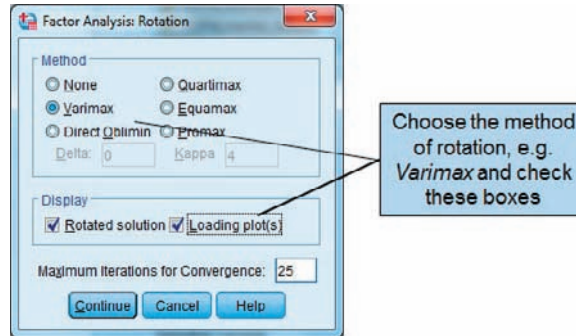 Factor Analysis: Rotation
x
Method
None Quartimax
Varimax Equamax
Direct Oblimin Promax
Delta: 0 Kappa 4
Display
Rotated solution Loading plot(s)
Maximum Iterations for Convergence: 25
Continue Cancel Help
Choose the method
of rotation, e.g.
Varimax and check
these boxes